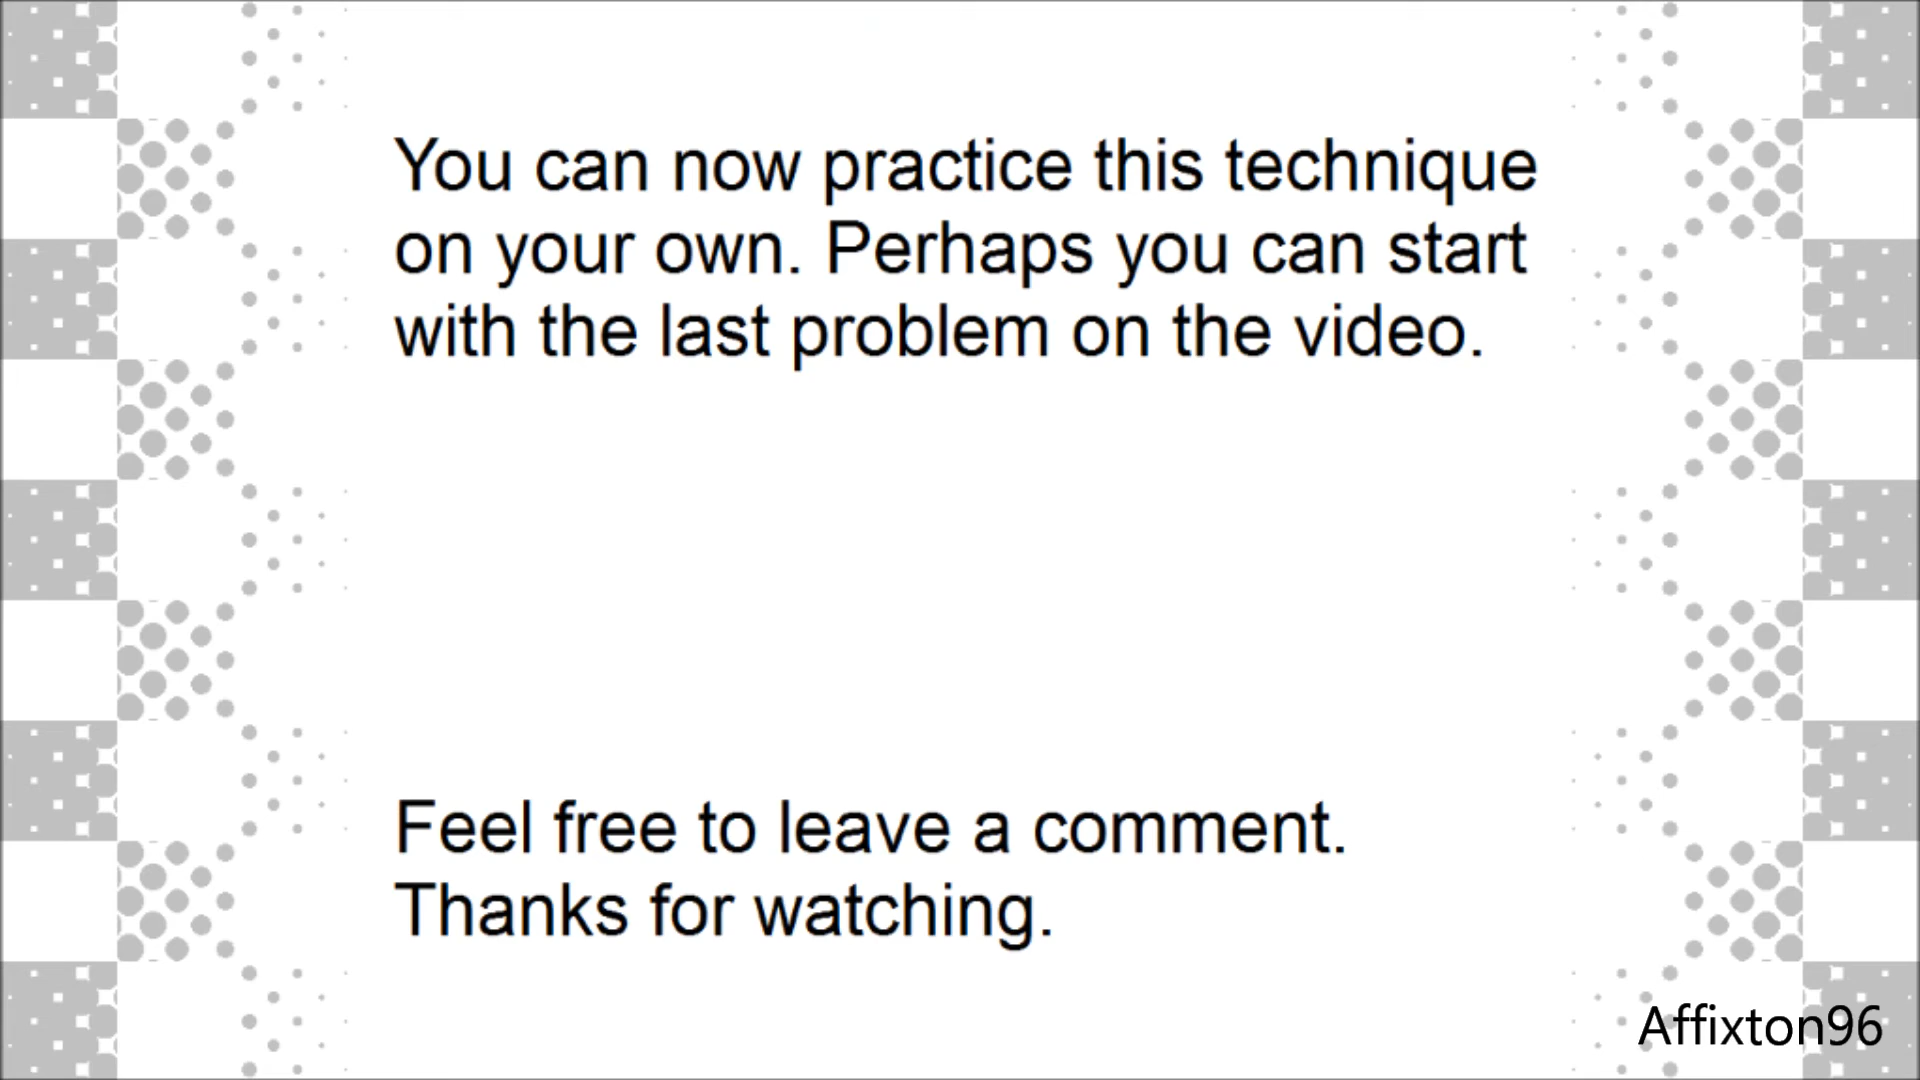 You can now practice this technique
on your own. Perhaps you can start
with the last problem on the video.
Feel free to leave a comment.
Thanks for watching.
Affixton96